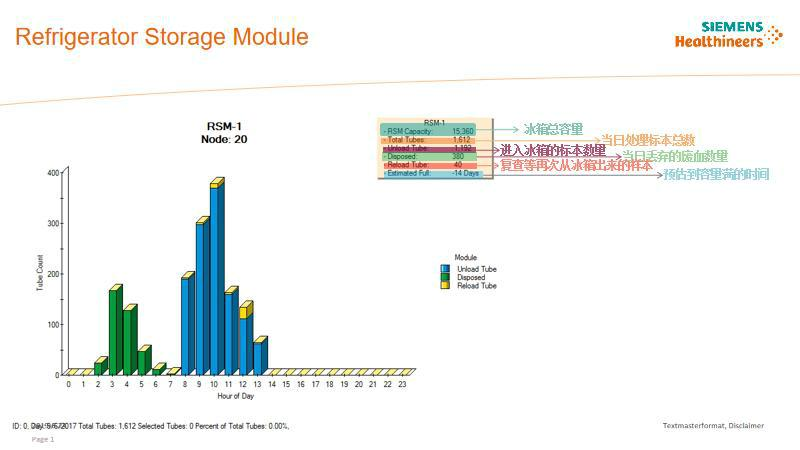 Refrigerator Storage Module
SIEMENS
Healthineers
RSM-1
Node: 20
RSM-1
- RSM Capacity: 15,360
- Total Tubes: 1,612
- Unload Tube: 1,192
- Disposed: 380
- Reload Tube: 40
- Estimated Full: -14 Days
冰箱总容量
当日处理标本总数
进入冰箱的标本数量
当日丢弃的废血数量
复查等再次从冰箱出来的样本
预估到容量满的时间
Tube Count
400
300
200
100
0
0 1 2 3 4 5 6 7 8 9 10 11 12 13 14 15 16 17 18 19 20 21 22 23
Hour of Day
Module
Unload Tube
Disposed
Reload Tube
ID: 0, Total Tubes: 1,612 Selected Tubes: 0 Percent of Total Tubes: 0.00%,
Page 1
Textmasterformat, Disclaimer